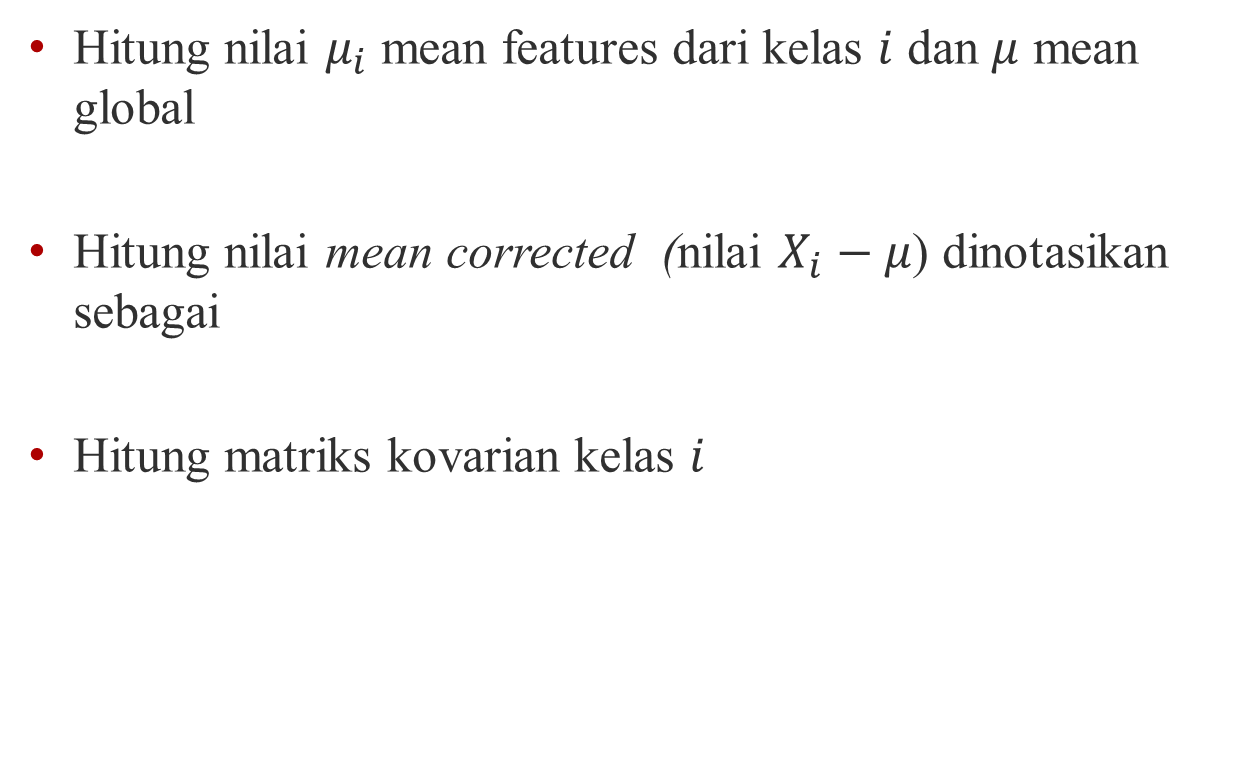 • Hitung nilai 𝜇ᵢ mean features dari kelas 𝑖 dan 𝜇 mean
global
• Hitung nilai mean corrected (nilai 𝑋ᵢ − 𝜇) dinotasikan
sebagai
• Hitung matriks kovarian kelas 𝑖